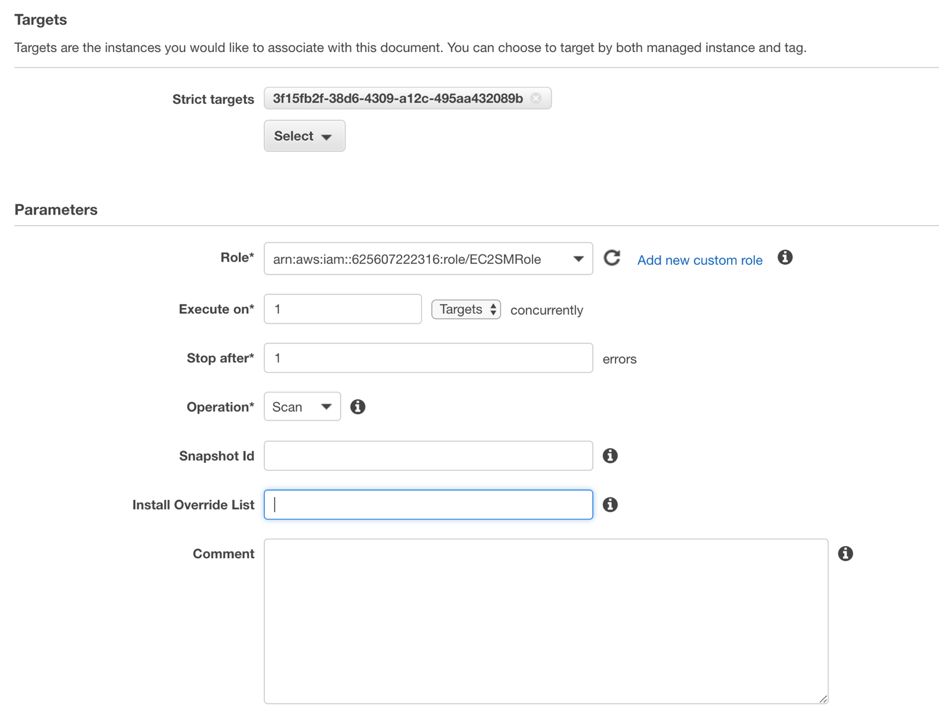 Targets
Targets are the instances you would like to associate with this document. You can choose to target by both managed instance and tag.
Strict targets 3f15fb2f-38d6-4309-a12c-495aa432089b
Select
Parameters
Role* arn:aws:iam::625607222316:role/EC2SMRole Add new custom role
Execute on* 1 Targets concurrently
Stop after* 1 errors
Operation* Scan
Snapshot Id
Install Override List
Comment